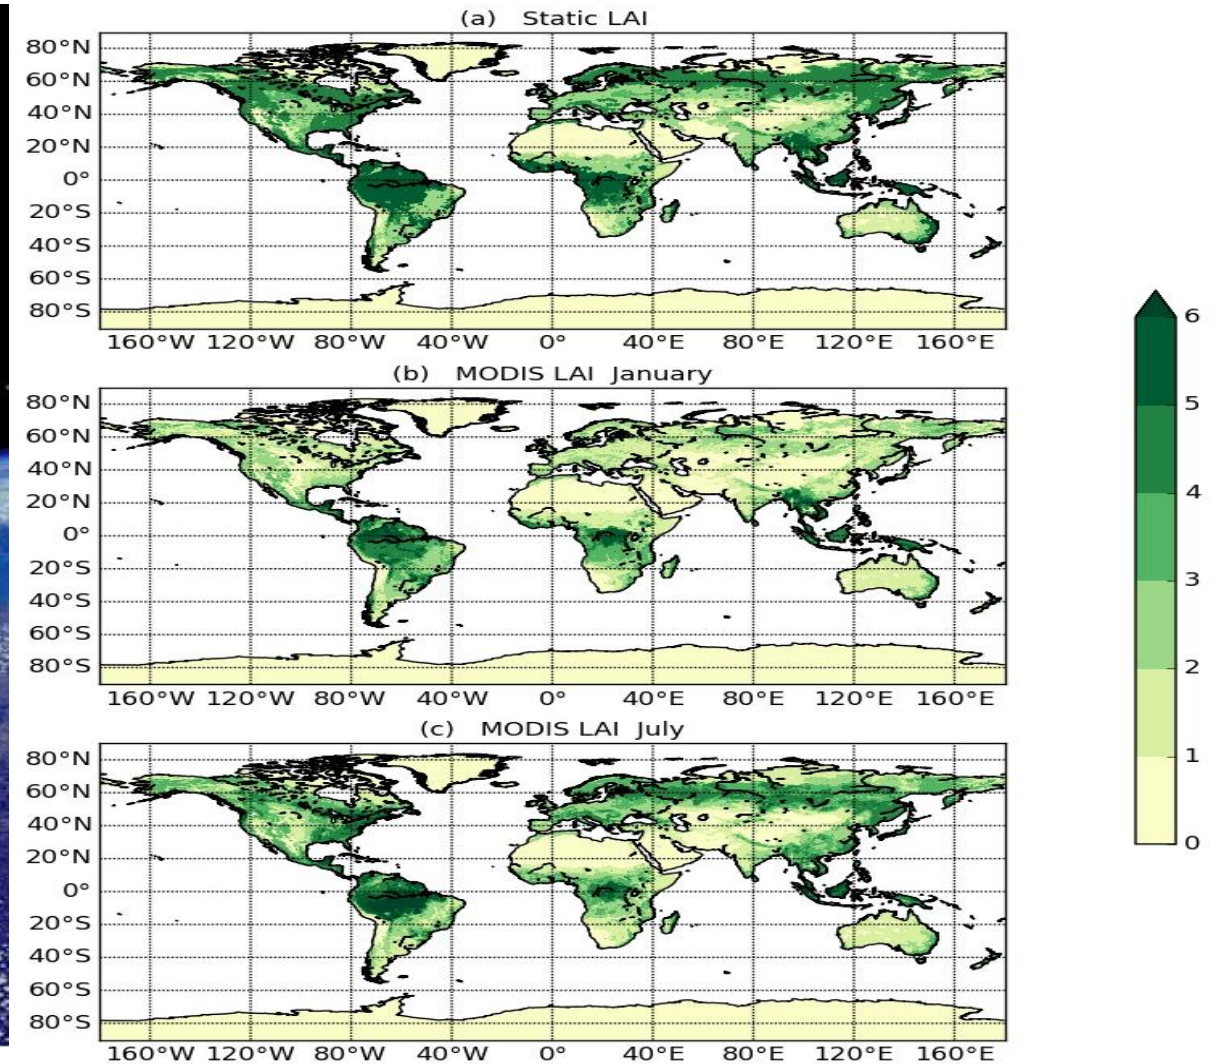 (a) Static LAI
80°N
60°N
40°N
20°N
0°
20°S
40°S
60°S
80°S
160°W 120°W 80°W 40°W 0° 40°E 80°E 120°E 160°E
(b) MODIS LAI January
80°N
60°N
40°N
20°N
0°
20°S
40°S
60°S
80°S
160°W 120°W 80°W 40°W 0° 40°E 80°E 120°E 160°E
(c) MODIS LAI July
80°N
60°N
40°N
20°N
0°
20°S
40°S
60°S
80°S
160°W 120°W 80°W 40°W 0° 40°E 80°E 120°E 160°E
6
5
4
3
2
1
0